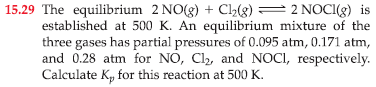 15.29 The equilibrium 2 NO(g) + Cl₂(g) ⇌ 2 NOCl(g) is
established at 500 K. An equilibrium mixture of the
three gases has partial pressures of 0.095 atm, 0.171 atm,
and 0.28 atm for NO, Cl₂, and NOCl, respectively.
Calculate Kₚ for this reaction at 500 K.